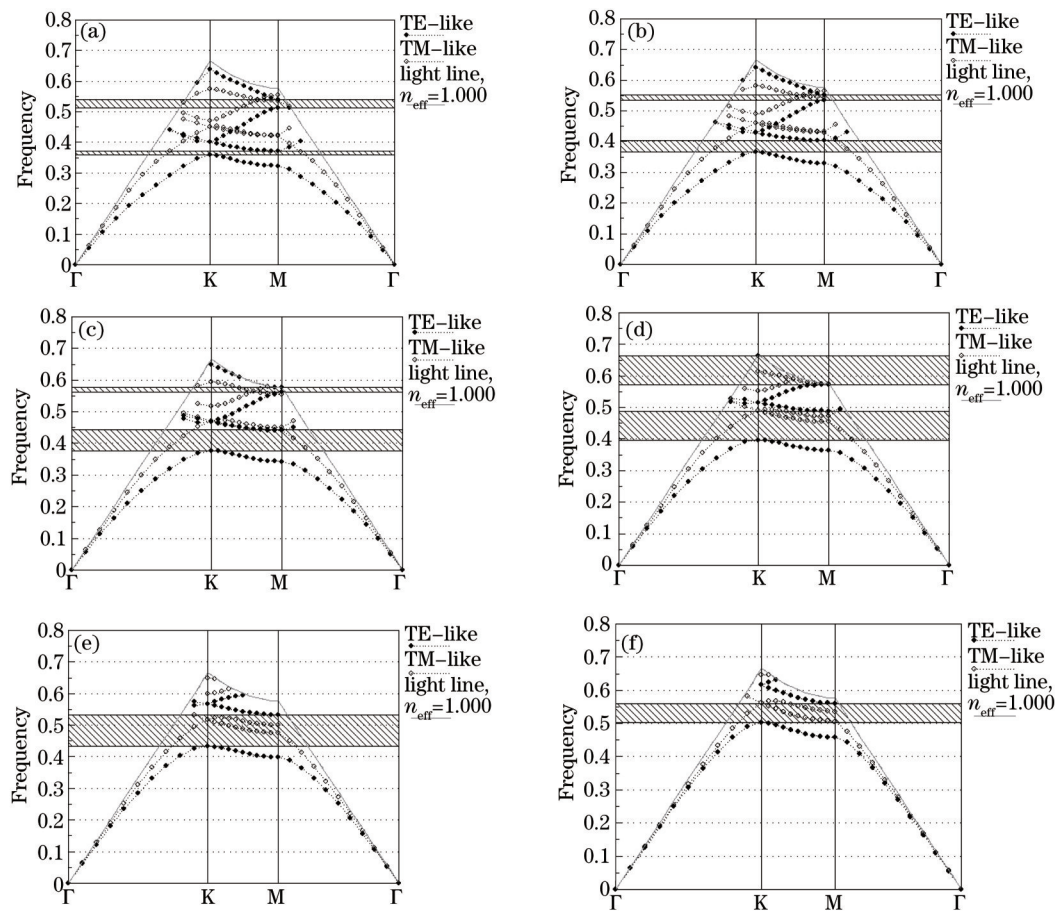 (a)
TE-like
TM-like
light line,
n_eff=1.000
Frequency
0.8
0.7
0.6
0.5
0.4
0.3
0.2
0.1
0
Γ K M Γ
(b)
TE-like
TM-like
light line,
n_eff=1.000
Frequency
0.8
0.7
0.6
0.5
0.4
0.3
0.2
0.1
0
Γ K M Γ
(c)
TE-like
TM-like
light line,
n_eff=1.000
Frequency
0.8
0.7
0.6
0.5
0.4
0.3
0.2
0.1
0
Γ K M Γ
(d)
TE-like
TM-like
light line,
n_eff=1.000
Frequency
0.8
0.7
0.6
0.5
0.4
0.3
0.2
0.1
0
Γ K M Γ
(e)
TE-like
TM-like
light line,
n_eff=1.000
Frequency
0.8
0.7
0.6
0.5
0.4
0.3
0.2
0.1
0
Γ K M Γ
(f)
TE-like
TM-like
light line,
n_eff=1.000
Frequency
0.8
0.7
0.6
0.5
0.4
0.3
0.2
0.1
0
Γ K M Γ